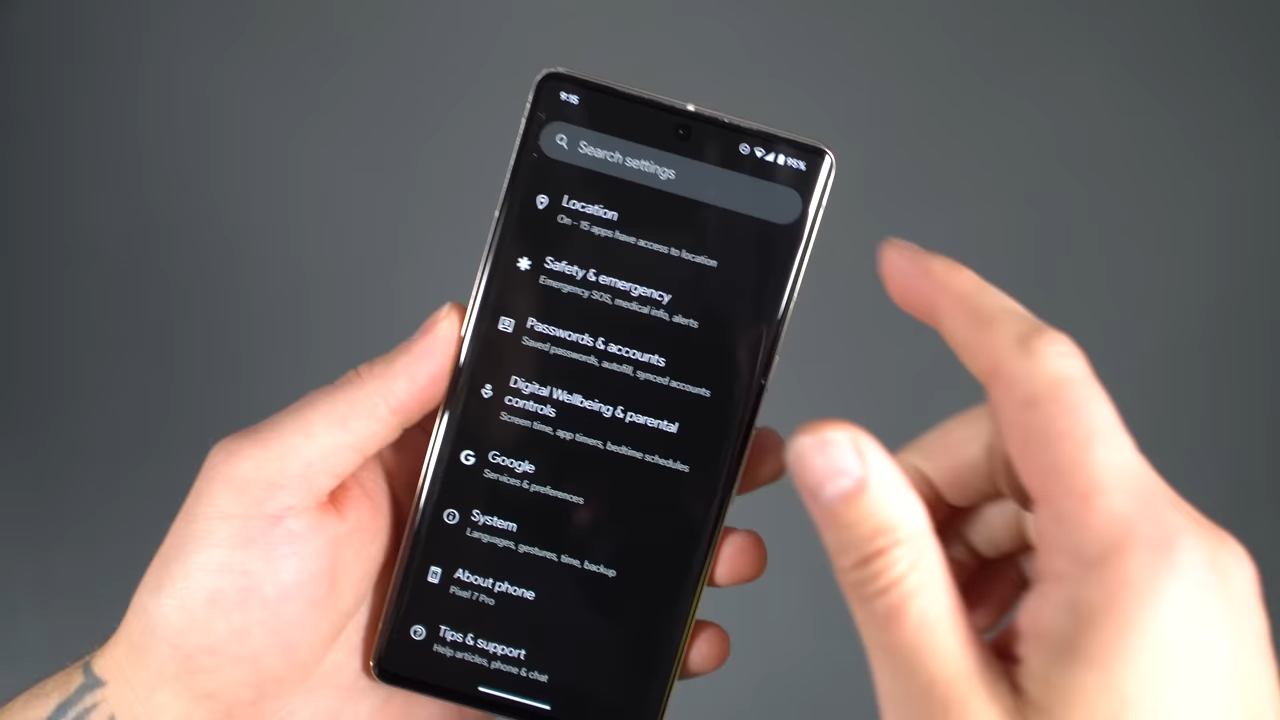 9:15
95%
Search settings
Location
On - 15 apps have access to location
Safety & emergency
Emergency SOS, medical info, alerts
Passwords & accounts
Saved passwords, autofill, synced accounts
Digital Wellbeing & parental
controls
Screen time, app timers, bedtime schedules
Google
Services & preferences
System
Languages, gestures, time, backup
About phone
Pixel 7 Pro
Tips & support
Help articles, phone & chat